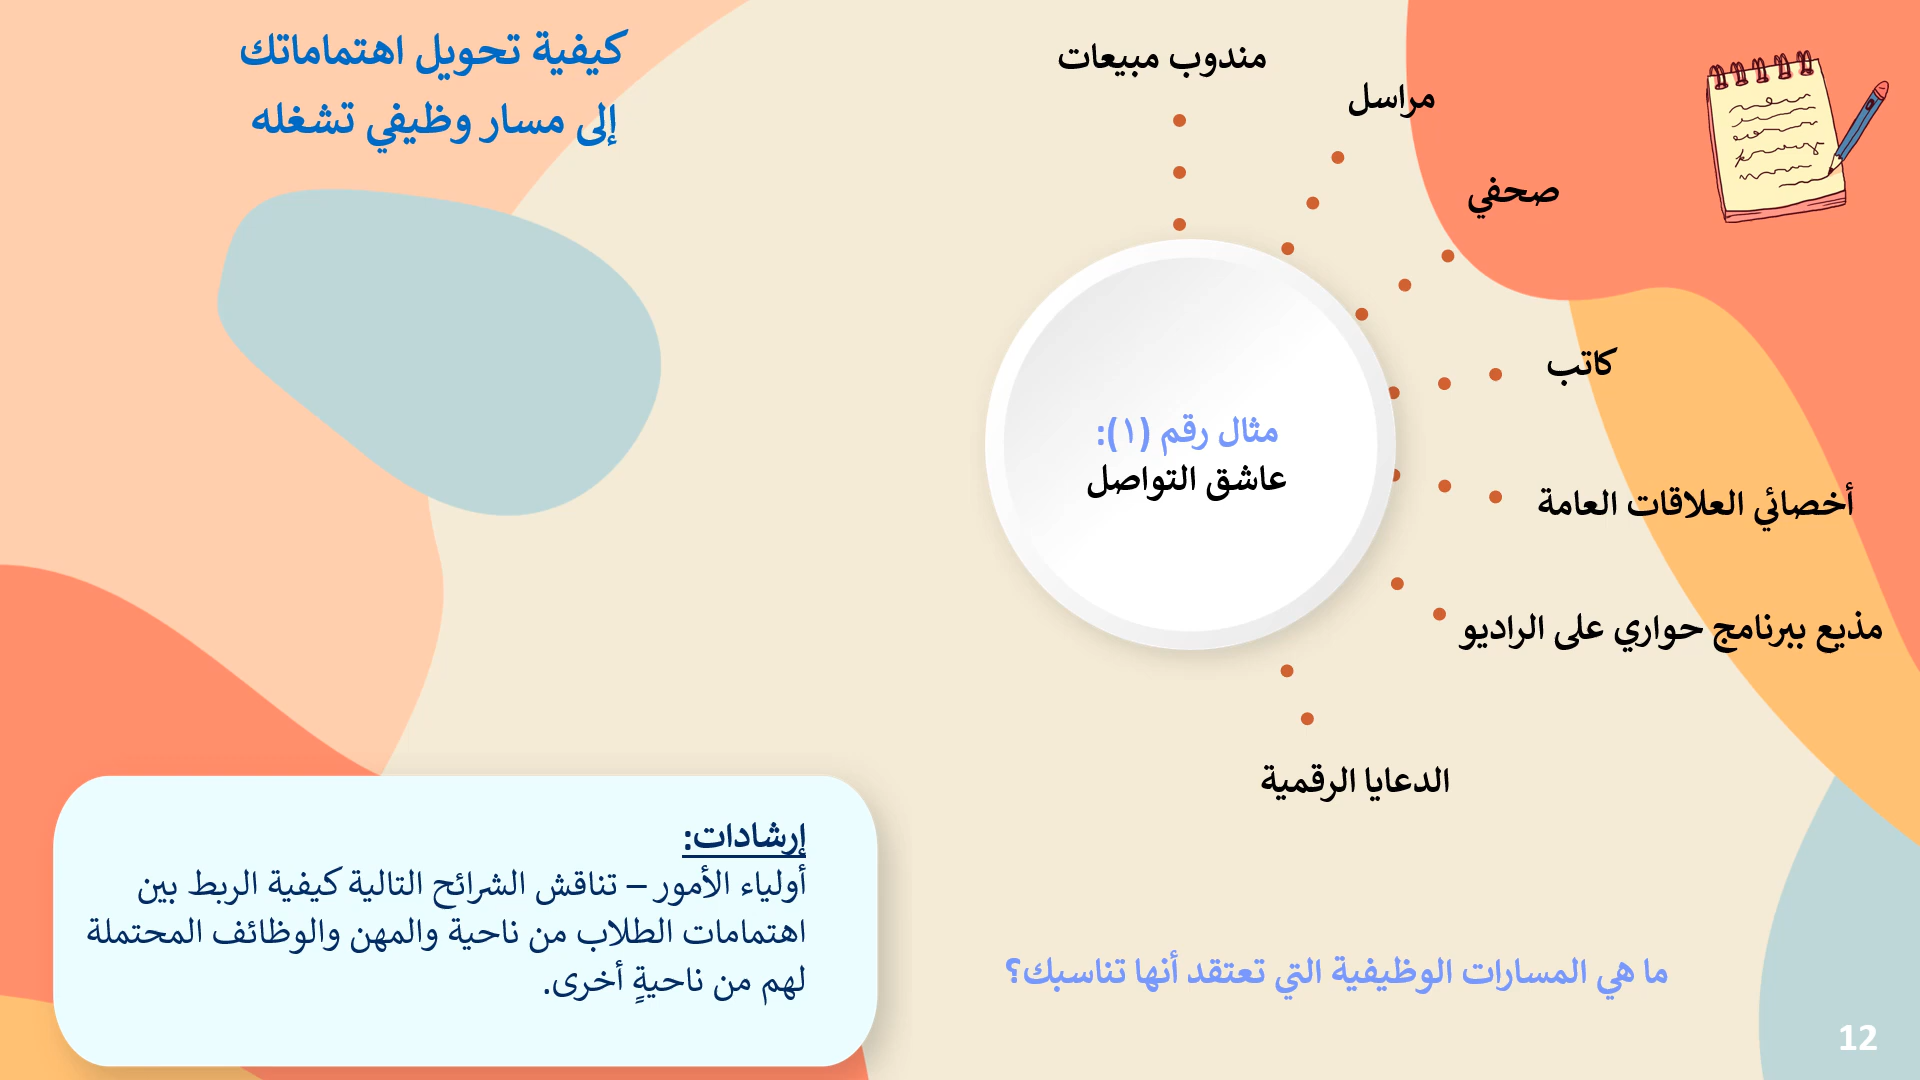 كيفية تحويل اهتماماتك
إلى مسار وظيفي تشغله
مندوب مبيعات
مراسل
صحفي
كاتب
أخصائي العلاقات العامة
مذيع ببرنامج حواري على الراديو
الدعايا الرقمية
مثال رقم (١):
عاشق التواصل
ما هي المسارات الوظيفية التي تعتقد أنها تناسبك؟
إرشادات:
أولياء الأمور – تناقش الشرائح التالية كيفية الربط بين
اهتمامات الطلاب من ناحية والمهن والوظائف المحتملة
لهم من ناحيةٍ أخرى.
12